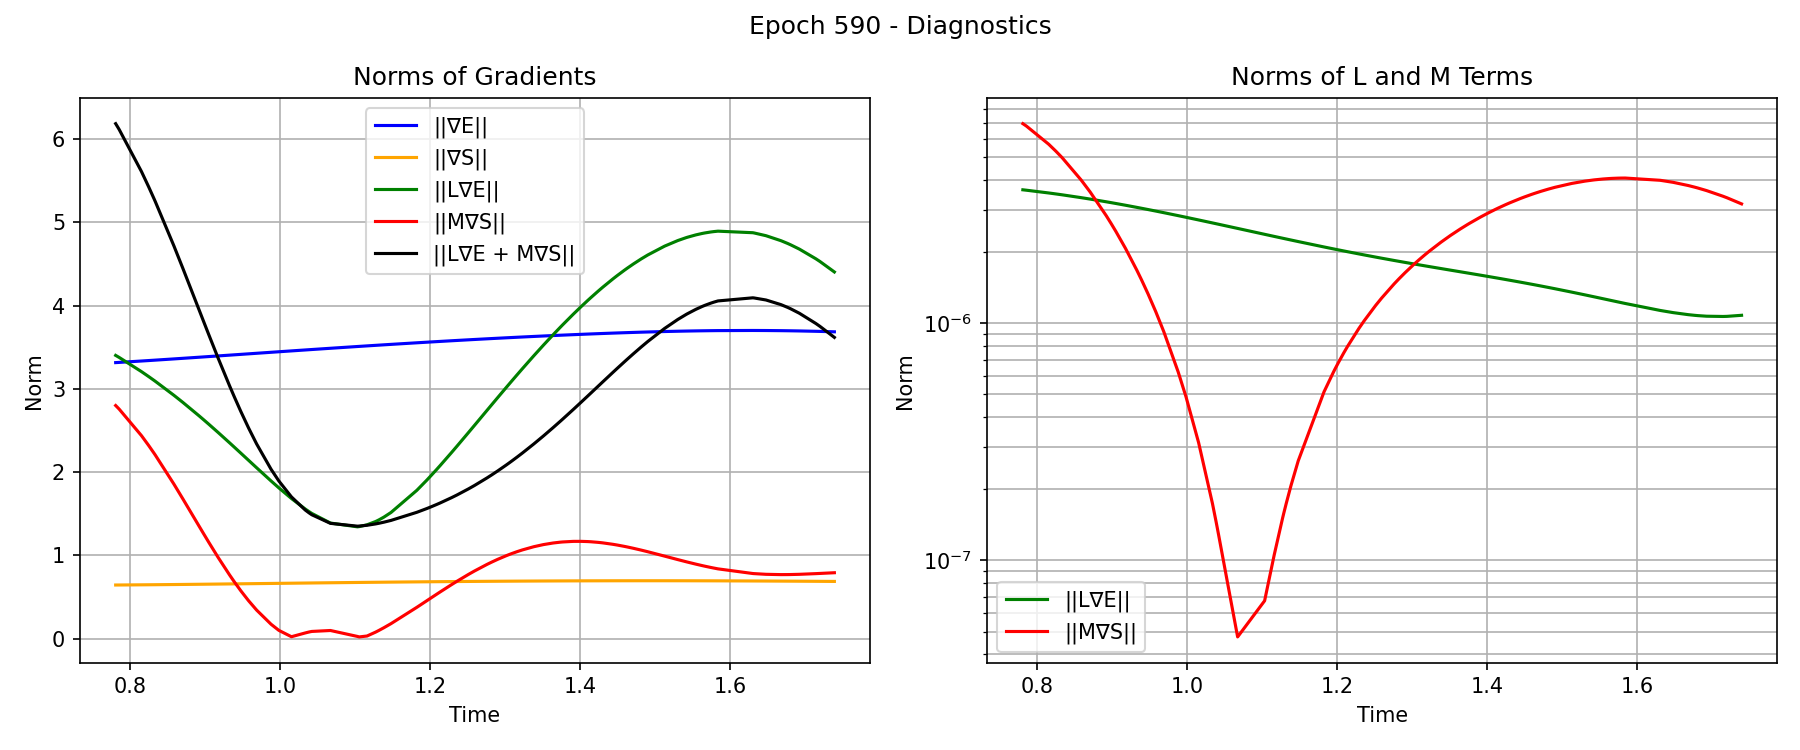 Epoch 590 - Diagnostics
Norms of Gradients
6
5
4
3
2
1
0
Norm
0.8 1.0 1.2 1.4 1.6
Time
||∇E||
||∇S||
||L∇E||
||M∇S||
||L∇E + M∇S||
Norms of L and M Terms
10⁻⁶
10⁻⁷
Norm
0.8 1.0 1.2 1.4 1.6
Time
||L∇E||
||M∇S||